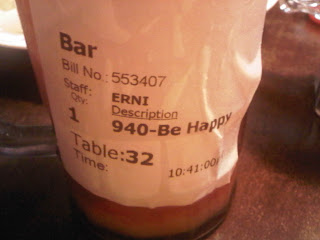 Bar
Bill No: 553407
Staff: ERNI
Qty: Description
1 940-Be Happy
Table:32
Time: 10:41:00